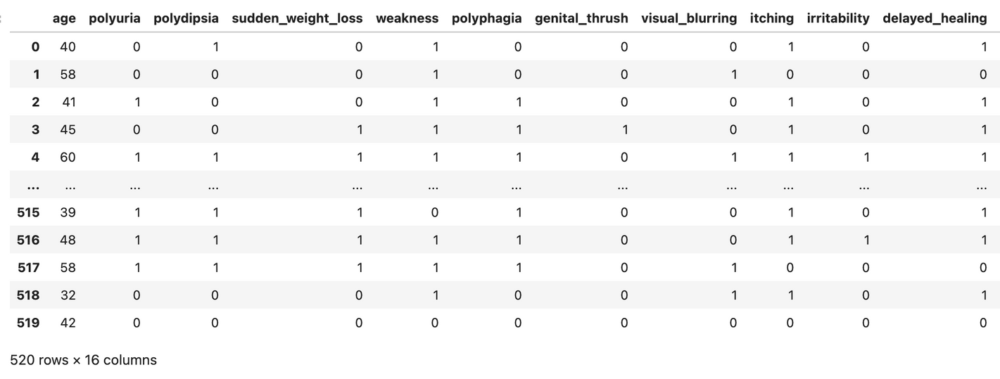 age polyuria polydipsia sudden_weight_loss weakness polyphagia genital_thrush visual_blurring itching irritability delayed_healing
0 40 0 1 0 1 0 0 0 1 0 1
1 58 0 0 0 1 0 0 1 0 0 0
2 41 1 0 0 1 1 0 0 1 0 1
3 45 0 0 1 1 1 1 0 1 0 1
4 60 1 1 1 1 1 0 1 1 1 1
... ... ... ... ... ... ... ... ... ... ... ...
515 39 1 1 1 0 1 0 0 1 0 1
516 48 1 1 1 1 1 0 0 1 1 1
517 58 1 1 1 1 1 0 1 0 0 0
518 32 0 0 0 1 0 0 1 1 0 1
519 42 0 0 0 0 0 0 0 0 0 0
520 rows × 16 columns